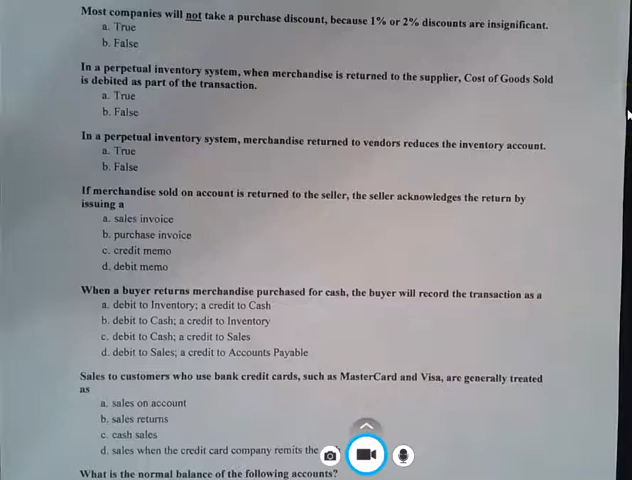 Most companies will not take a purchase discount, because 1% or 2% discounts are insignificant.
a. True
b. False
In a perpetual inventory system, when merchandise is returned to the supplier, Cost of Goods Sold
is debited as part of the transaction.
a. True
b. False
In a perpetual inventory system, merchandise returned to vendors reduces the inventory account.
a. True
b. False
If merchandise sold on account is returned to the seller, the seller acknowledges the return by
issuing a
a. sales invoice
b. purchase invoice
c. credit memo
d. debit memo
When a buyer returns merchandise purchased for cash, the buyer will record the transaction as a
a. debit to Inventory; a credit to Cash
b. debit to Cash; a credit to Inventory
c. debit to Cash; a credit to Sales
d. debit to Sales; a credit to Accounts Payable
Sales to customers who use bank credit cards, such as MasterCard and Visa, are generally treated
as
a. sales on account
b. sales returns
c. cash sales
d. sales when the credit card company remits the
What is the normal balance of the following accounts?